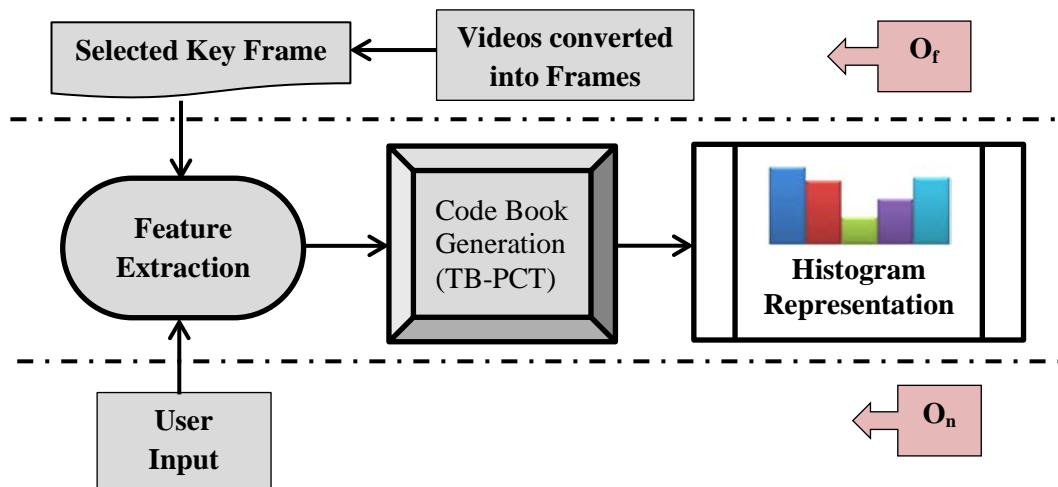 Selected Key Frame
Videos converted
into Frames
Of
Feature
Extraction
Code Book
Generation
(TB-PCT)
Histogram
Representation
User
Input
On